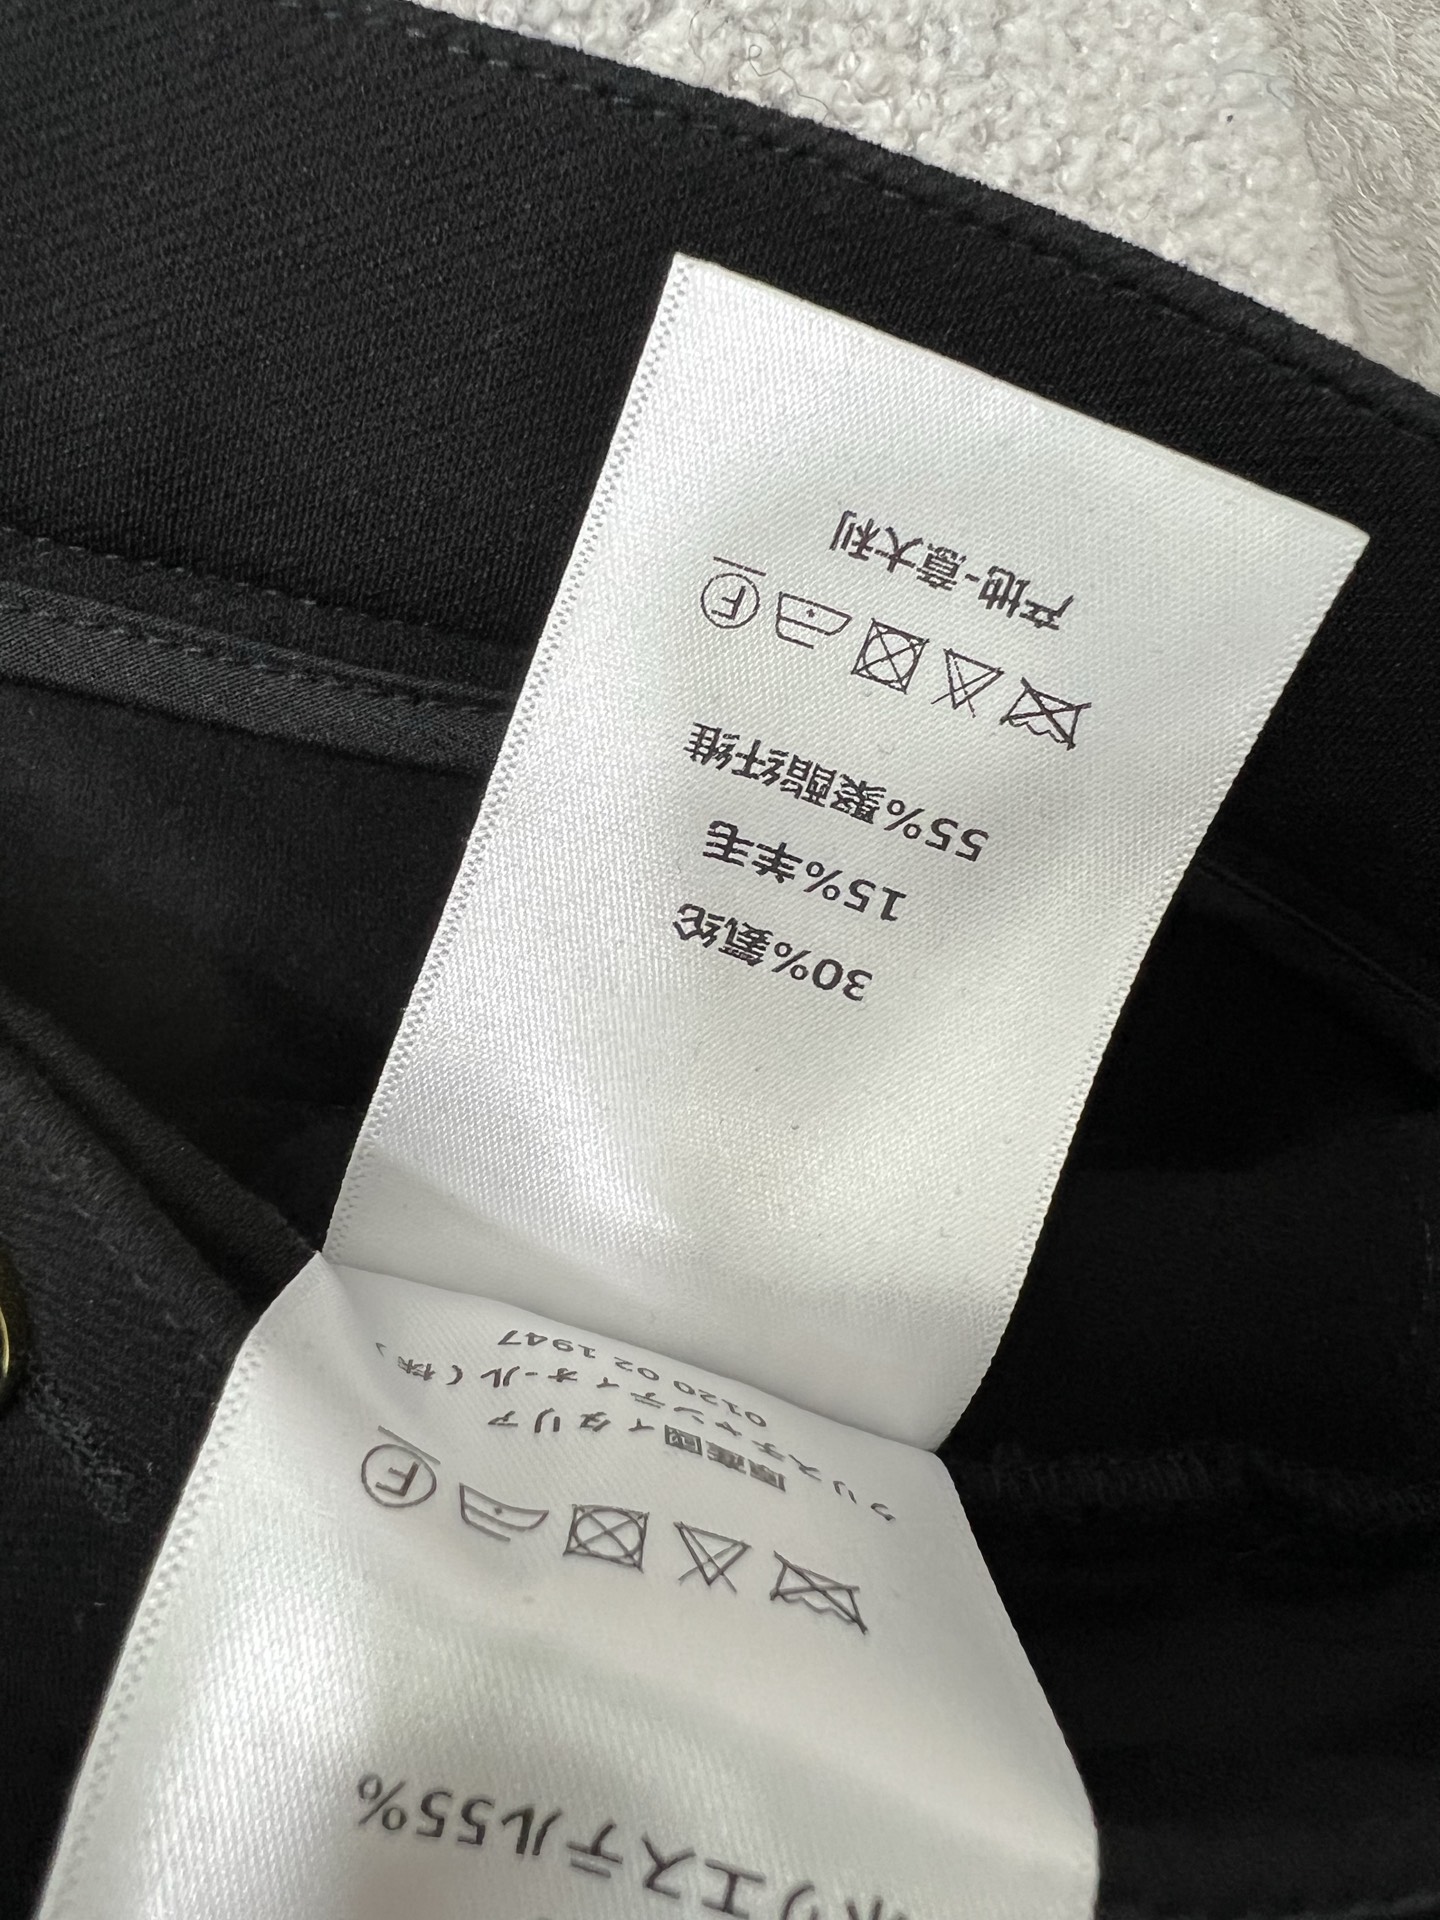 ポリエステル55%
F
原産國イタリア
クリスチャンディオール(株)
0120 02 1947
30%氨纶
15%羊毛
55%聚酯纤维
F
产地-意大利